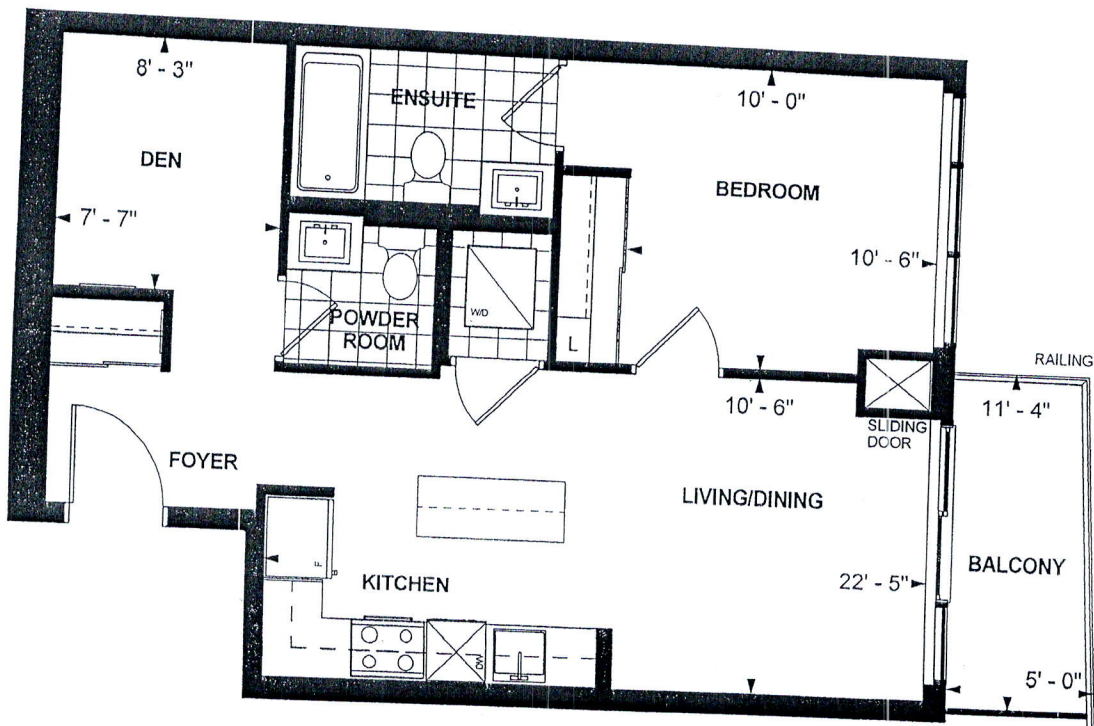 8' - 3"
ENSUITE
10' - 0"
DEN
BEDROOM
7' - 7"
10' - 6"
POWDER
ROOM
W/D
L
RAILING
10' - 6"
11' - 4"
SLIDING
DOOR
FOYER
LIVING/DINING
F
KITCHEN
22' - 5"
BALCONY
DW
5' - 0"